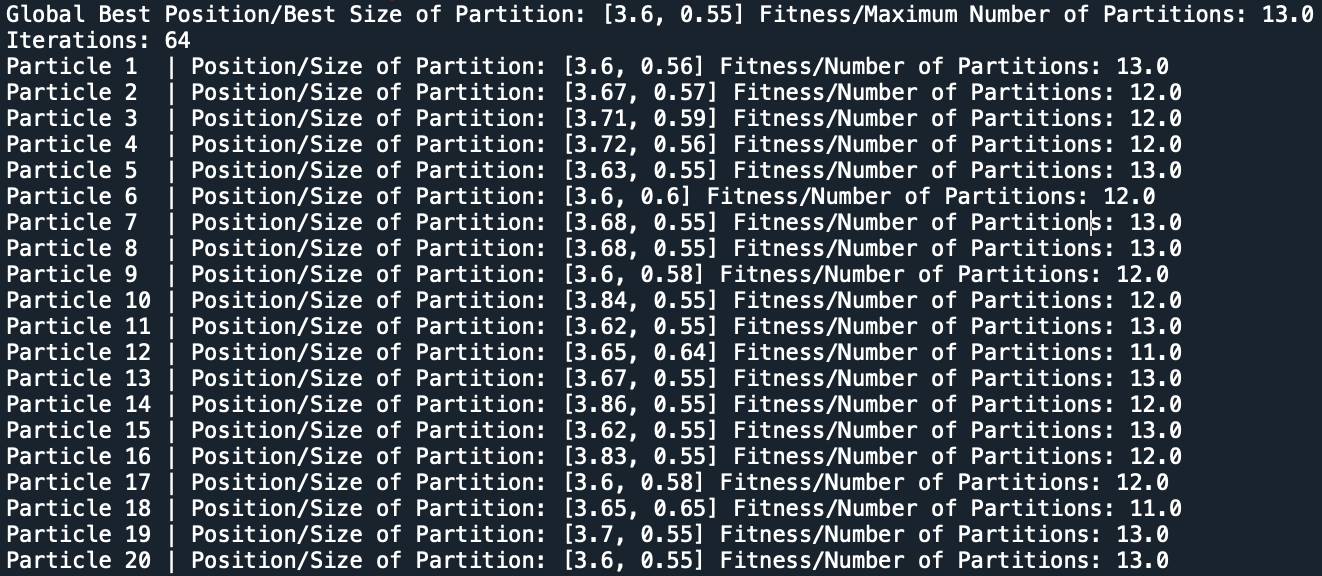 Global Best Position/Best Size of Partition: [3.6, 0.55] Fitness/Maximum Number of Partitions: 13.0
Iterations: 64
Particle 1  | Position/Size of Partition: [3.6, 0.56] Fitness/Number of Partitions: 13.0
Particle 2  | Position/Size of Partition: [3.67, 0.57] Fitness/Number of Partitions: 12.0
Particle 3  | Position/Size of Partition: [3.71, 0.59] Fitness/Number of Partitions: 12.0
Particle 4  | Position/Size of Partition: [3.72, 0.56] Fitness/Number of Partitions: 12.0
Particle 5  | Position/Size of Partition: [3.63, 0.55] Fitness/Number of Partitions: 13.0
Particle 6  | Position/Size of Partition: [3.6, 0.6] Fitness/Number of Partitions: 12.0
Particle 7  | Position/Size of Partition: [3.68, 0.55] Fitness/Number of Partitions: 13.0
Particle 8  | Position/Size of Partition: [3.68, 0.55] Fitness/Number of Partitions: 13.0
Particle 9  | Position/Size of Partition: [3.6, 0.58] Fitness/Number of Partitions: 12.0
Particle 10 | Position/Size of Partition: [3.84, 0.55] Fitness/Number of Partitions: 12.0
Particle 11 | Position/Size of Partition: [3.62, 0.55] Fitness/Number of Partitions: 13.0
Particle 12 | Position/Size of Partition: [3.65, 0.64] Fitness/Number of Partitions: 11.0
Particle 13 | Position/Size of Partition: [3.67, 0.55] Fitness/Number of Partitions: 13.0
Particle 14 | Position/Size of Partition: [3.86, 0.55] Fitness/Number of Partitions: 12.0
Particle 15 | Position/Size of Partition: [3.62, 0.55] Fitness/Number of Partitions: 13.0
Particle 16 | Position/Size of Partition: [3.83, 0.55] Fitness/Number of Partitions: 12.0
Particle 17 | Position/Size of Partition: [3.6, 0.58] Fitness/Number of Partitions: 12.0
Particle 18 | Position/Size of Partition: [3.65, 0.65] Fitness/Number of Partitions: 11.0
Particle 19 | Position/Size of Partition: [3.7, 0.55] Fitness/Number of Partitions: 13.0
Particle 20 | Position/Size of Partition: [3.6, 0.55] Fitness/Number of Partitions: 13.0